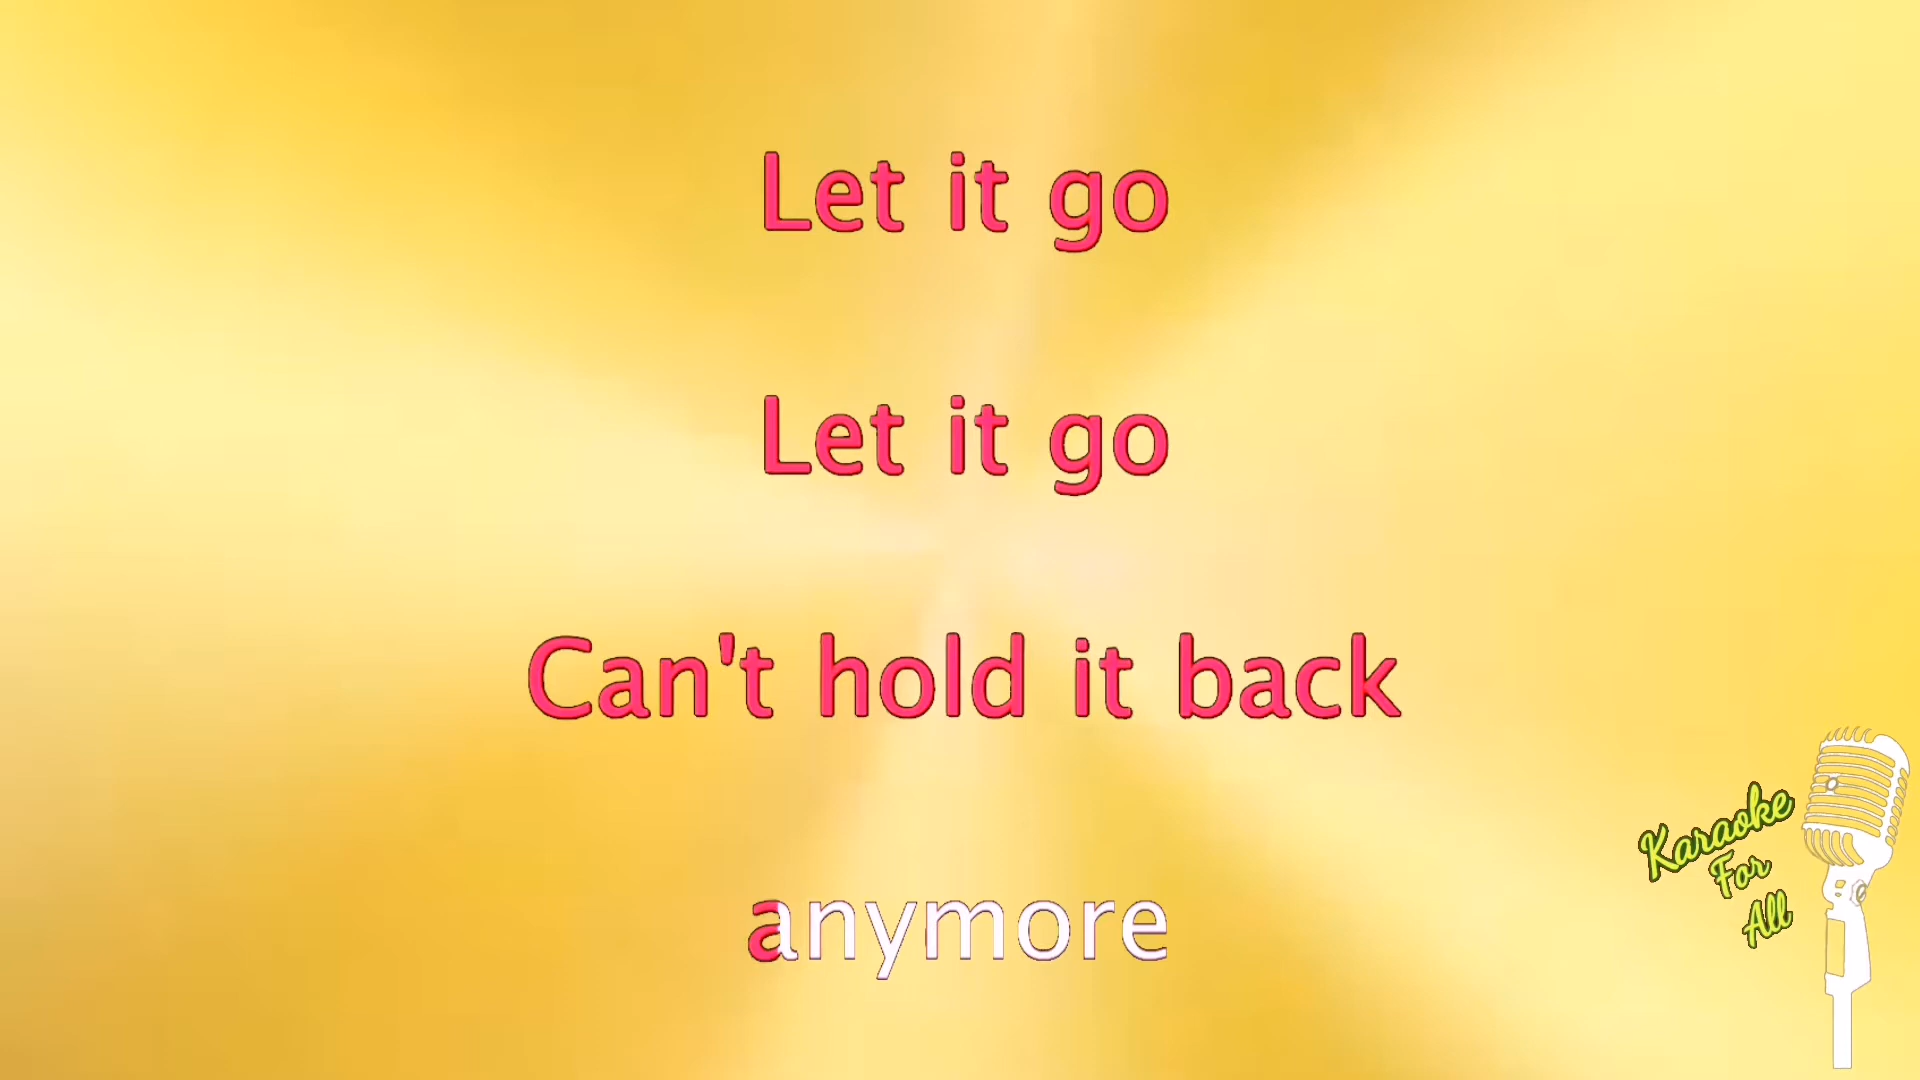 Let it go
Let it go
Can't hold it back
anymore
Karaoke
For
All